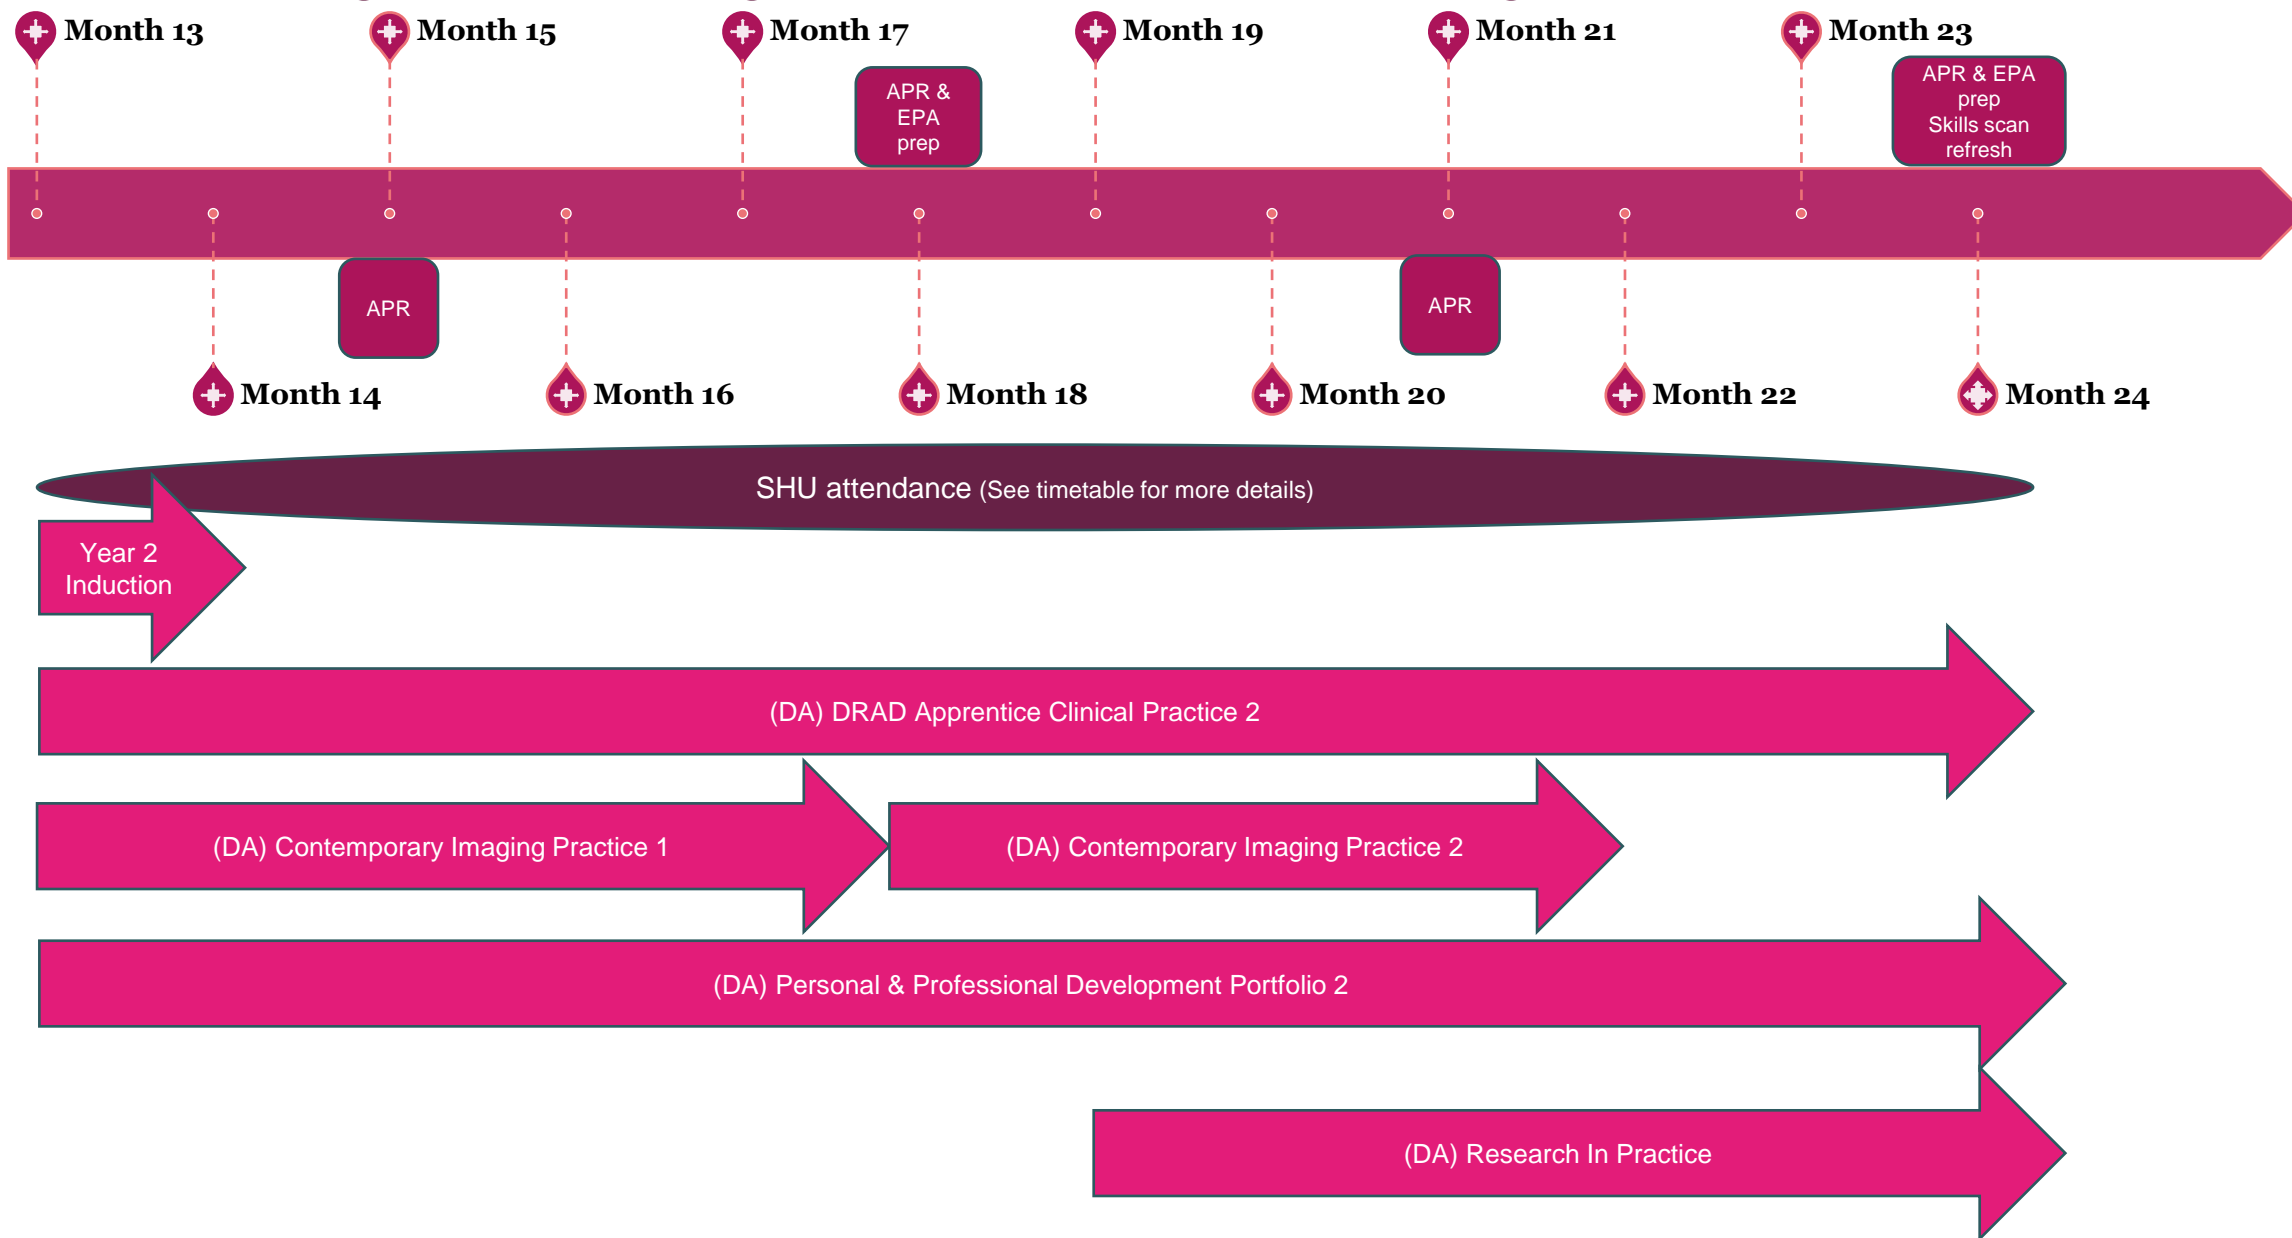 Month 13
Month 15
Month 17
Month 19
Month 21
Month 23
APR &
EPA
prep
APR & EPA
prep
Skills scan
refresh
APR
APR
Month 14
Month 16
Month 18
Month 20
Month 22
Month 24
SHU attendance (See timetable for more details)
Year 2
Induction
(DA) DRAD Apprentice Clinical Practice 2
(DA) Contemporary Imaging Practice 1
(DA) Contemporary Imaging Practice 2
(DA) Personal & Professional Development Portfolio 2
(DA) Research In Practice